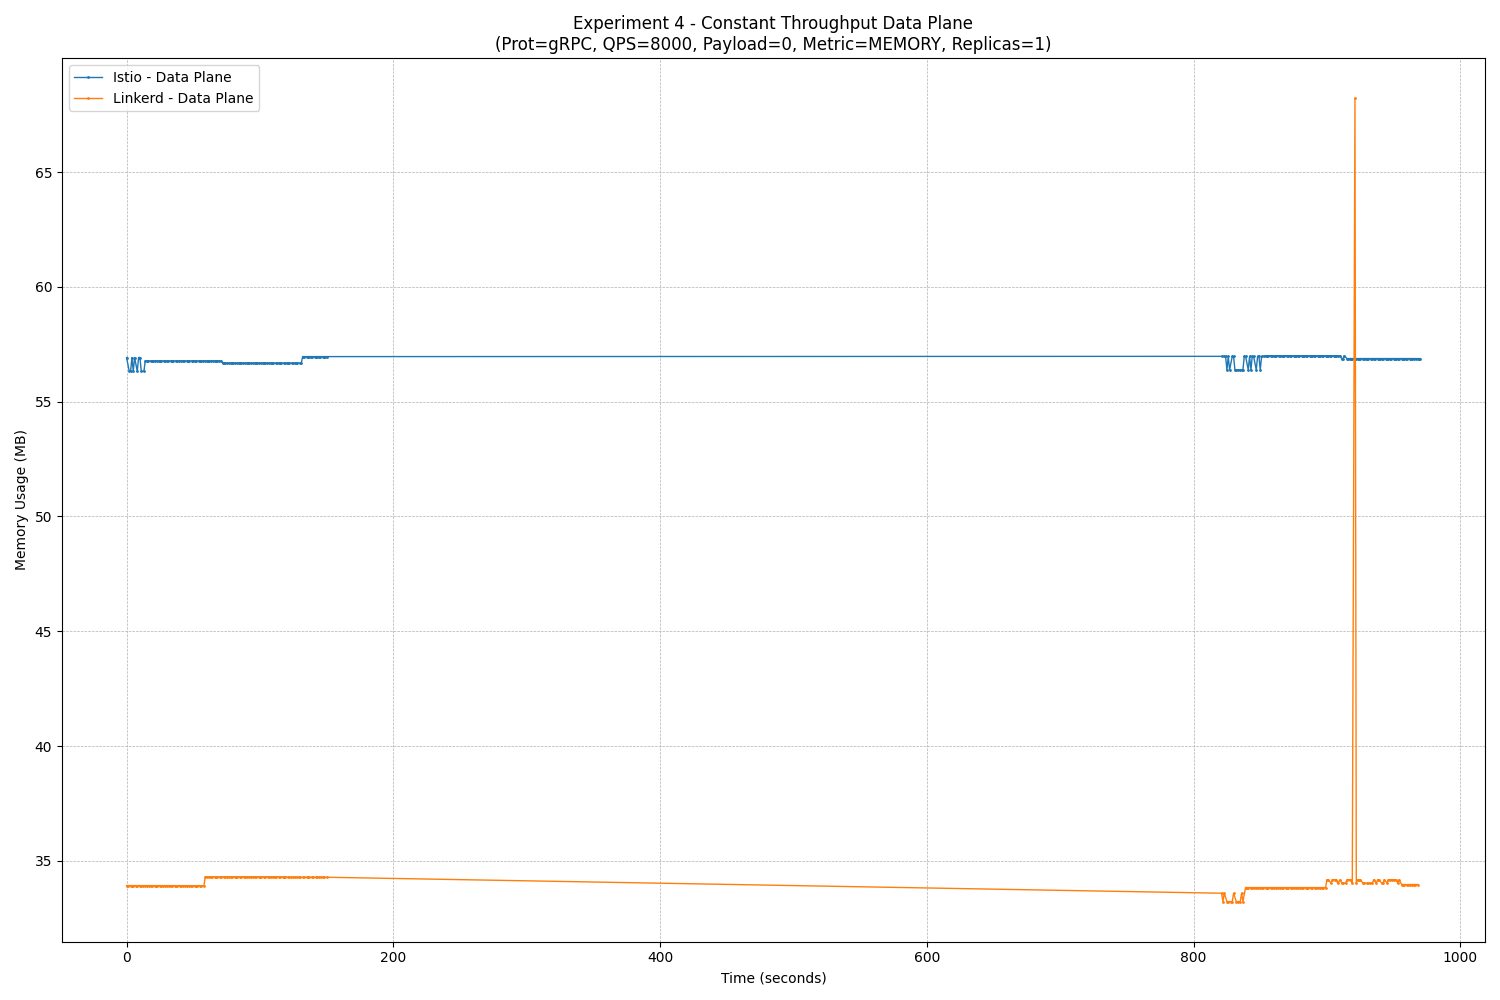 Experiment 4 - Constant Throughput Data Plane
(Prot=gRPC, QPS=8000, Payload=0, Metric=MEMORY, Replicas=1)
Istio - Data Plane
Linkerd - Data Plane
Memory Usage (MB)
65
60
55
50
45
40
35
0
200
400
600
800
1000
Time (seconds)